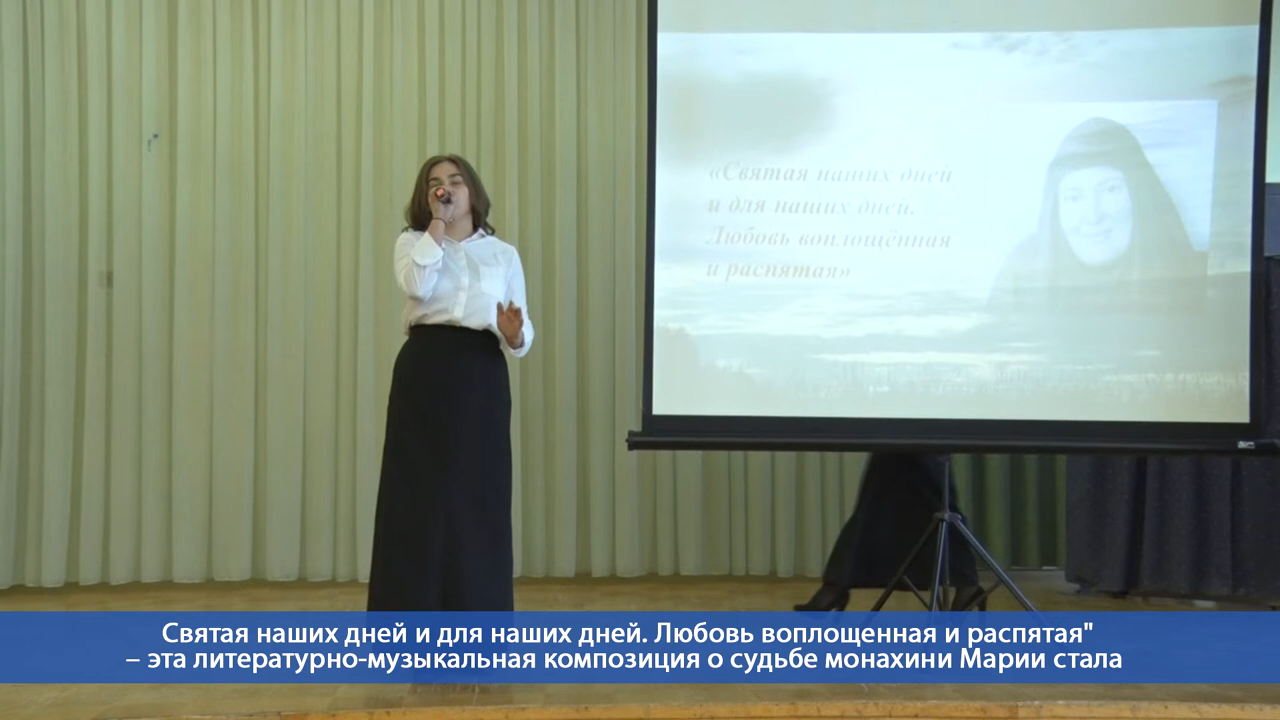 «Святая наших дней
и для наших дней.
Любовь воплощённая
и распятая»
Святая наших дней и для наших дней. Любовь воплощенная и распятая"
– эта литературно-музыкальная композиция о судьбе монахини Марии стала